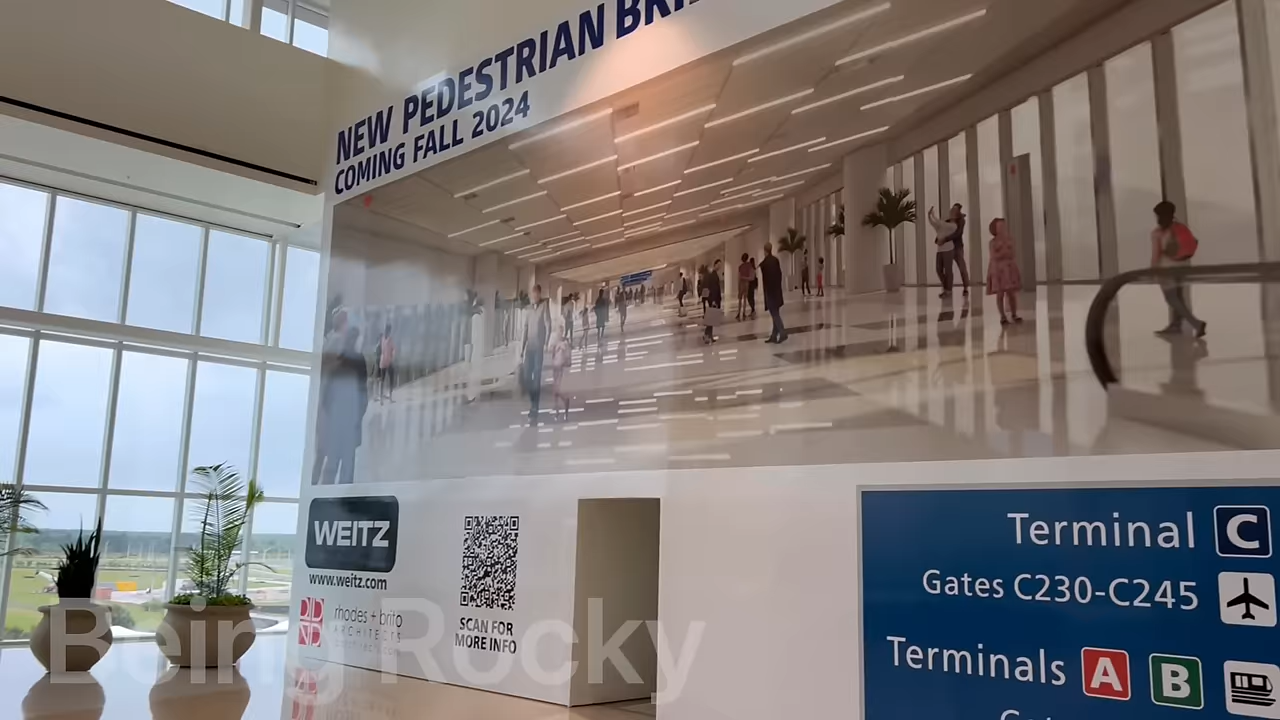 NEW PEDESTRIAN
COMING FALL 2024
WEITZ
www.weitz.com
rhodes + brito
ARCHITECTS
SCAN FOR
MORE INFO
Terminal C
Gates C230-C245
Terminals A B
Being Rocky